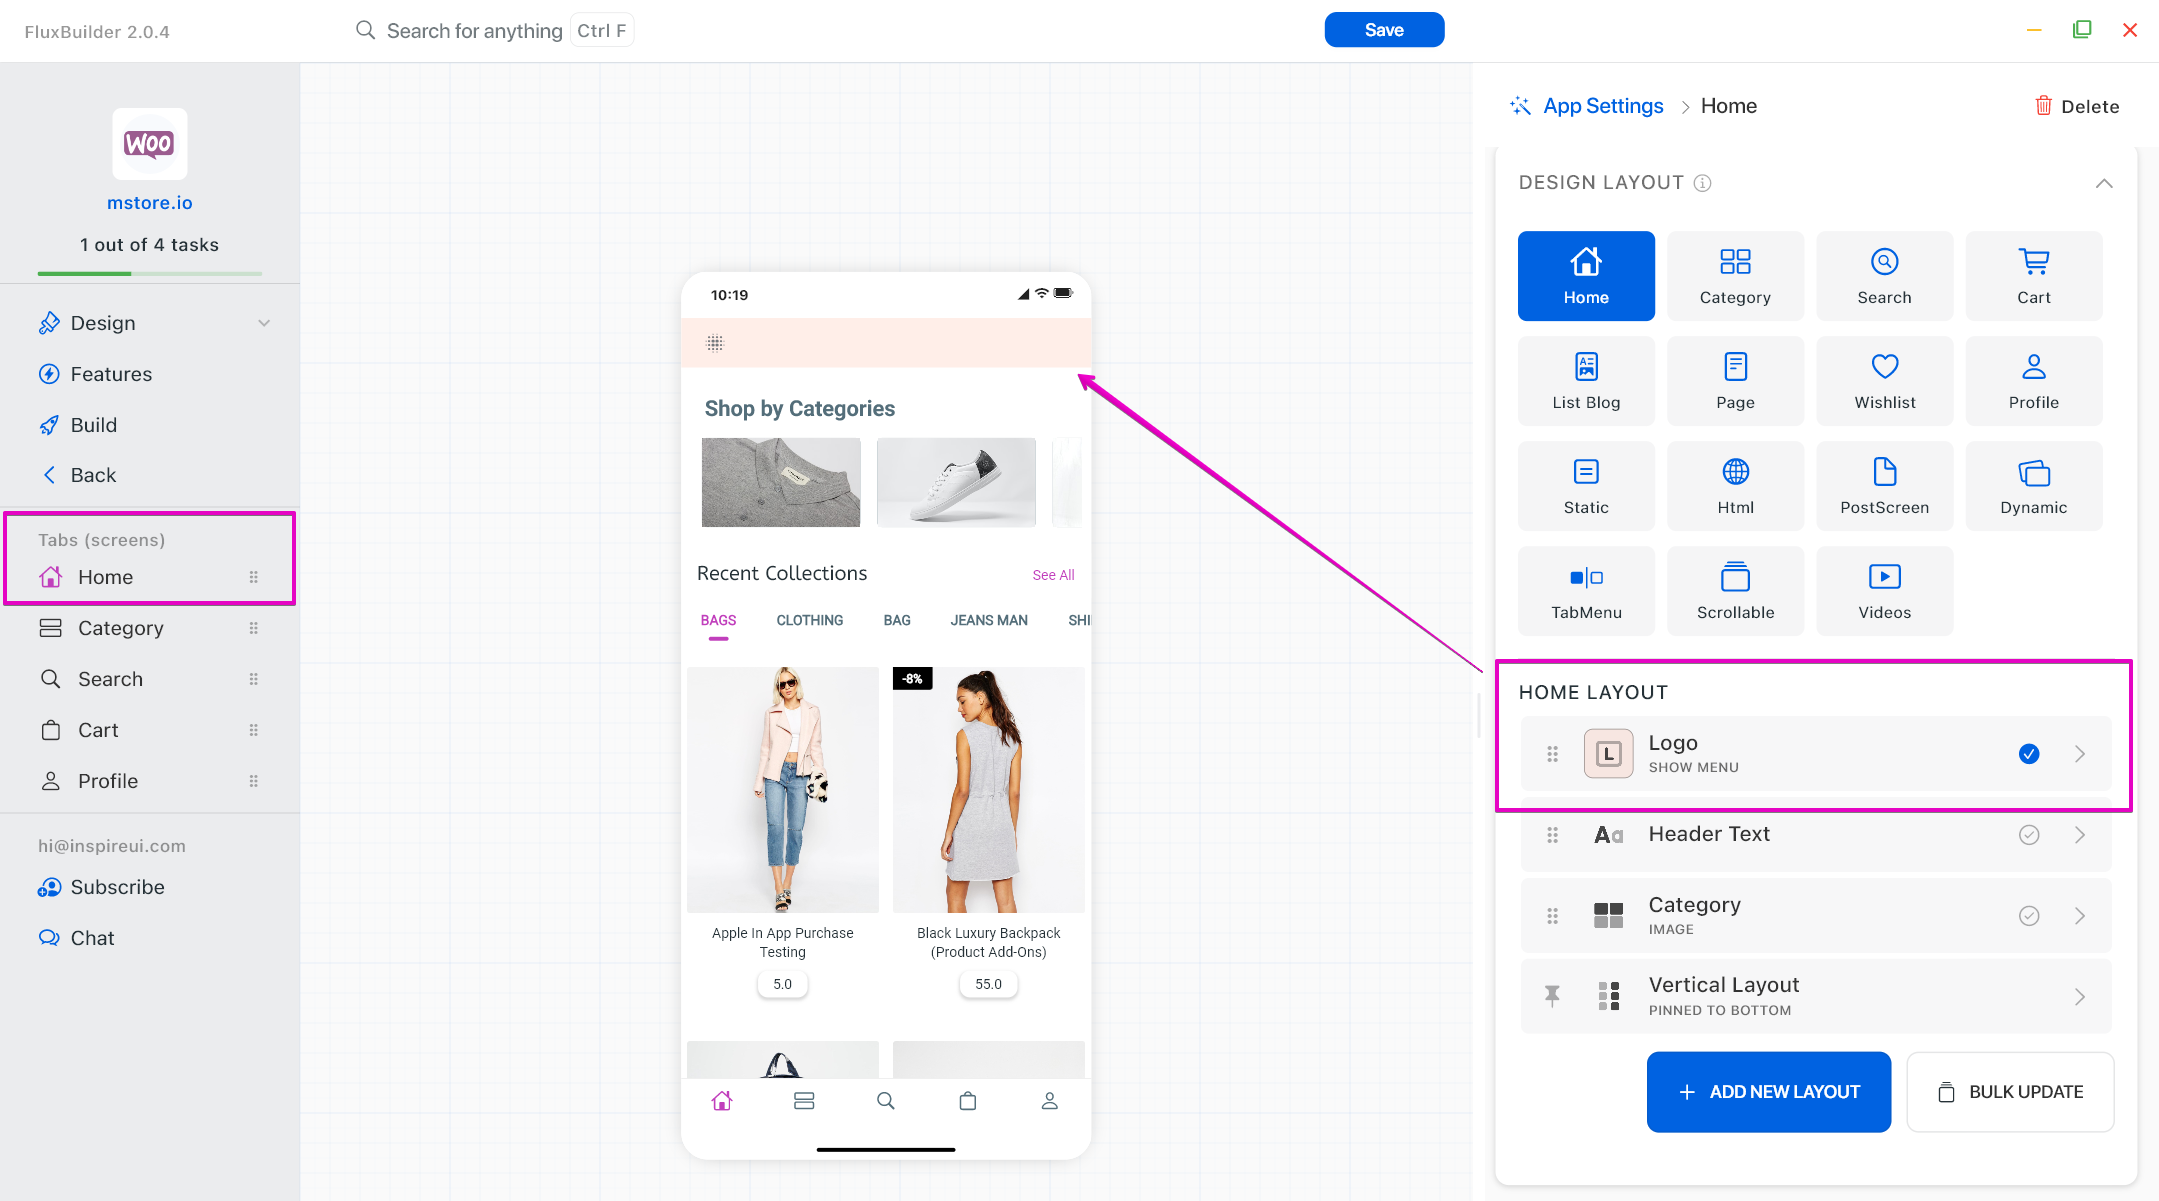 FluxBuilder 2.0.4
Search for anything Ctrl F
Save
WOO
mstore.io
1 out of 4 tasks
Design
Features
Build
Back
Tabs (screens)
Home
Category
Search
Cart
Profile
hi@inspireui.com
Subscribe
Chat
10:19
Shop by Categories
Recent Collections
See All
BAGS CLOTHING BAG JEANS MAN SHI
-8%
Apple In App Purchase
Testing
5.0
Black Luxury Backpack
(Product Add-Ons)
55.0
App Settings > Home
Delete
DESIGN LAYOUT
Home
Category
Search
Cart
List Blog
Page
Wishlist
Profile
Static
Html
PostScreen
Dynamic
TabMenu
Scrollable
Videos
HOME LAYOUT
L
Logo
SHOW MENU
Aa
Header Text
Category
IMAGE
Vertical Layout
PINNED TO BOTTOM
+ ADD NEW LAYOUT
BULK UPDATE